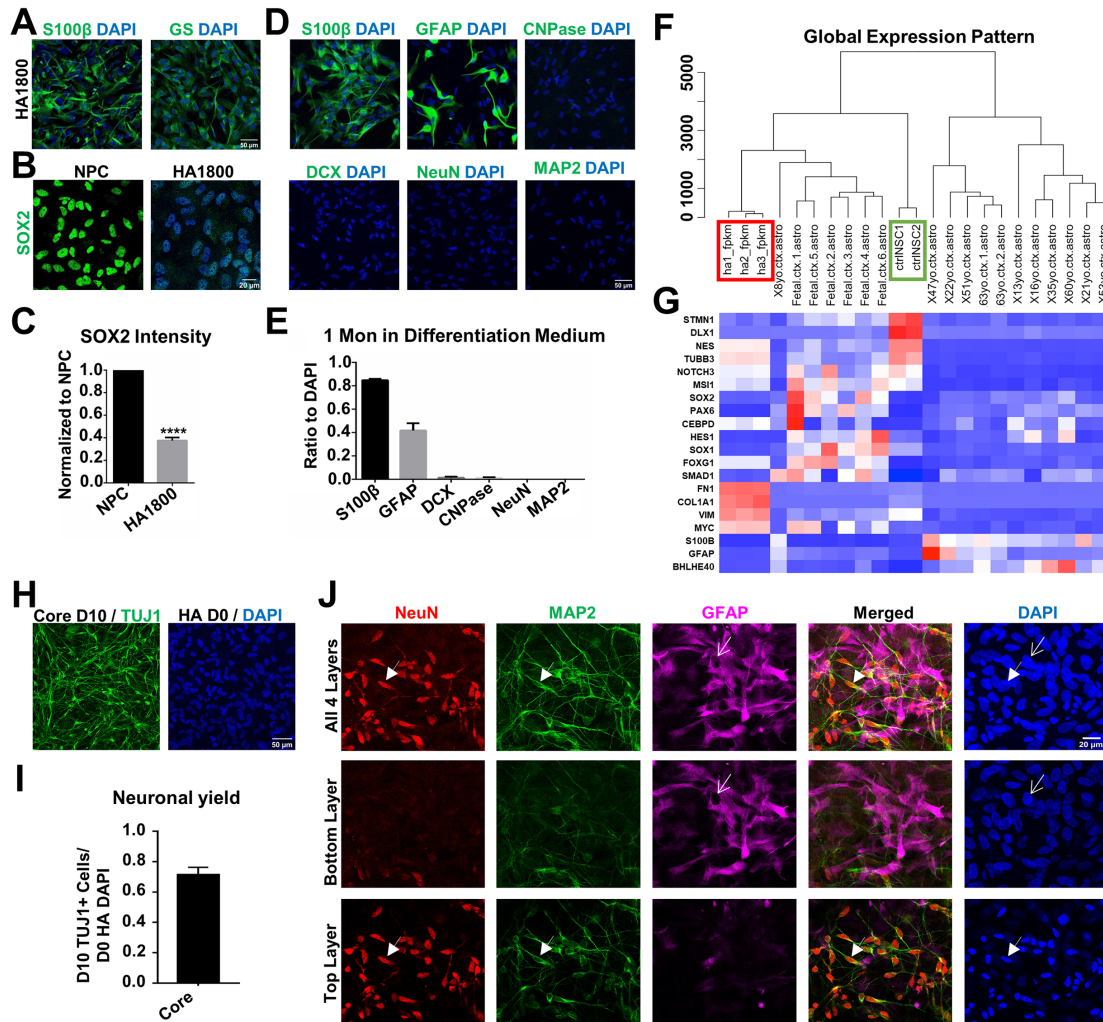 A
S100β DAPI
GS DAPI
HA1800
50 µm
B
NPC
HA1800
SOX2
20 µm
C
SOX2 Intensity
Normalized to NPC
1.0
0.8
0.6
0.4
0.2
0.0
****
NPC
HA1800
D
S100β DAPI
GFAP DAPI
CNPase DAPI
DCX DAPI
NeuN DAPI
MAP2 DAPI
50 µm
E
1 Mon in Differentiation Medium
Ratio to DAPI
1.0
0.8
0.6
0.4
0.2
0.0
S100β
GFAP
DCX
CNPase
NeuN
MAP2
F
Global Expression Pattern
5000
3000
1000
0
ha1_fpkm
ha2_fpkm
ha3_fpkm
X8yo.ctx.astro
Fetal.ctx.1.astro
Fetal.ctx.5.astro
Fetal.ctx.2.astro
Fetal.ctx.3.astro
Fetal.ctx.4.astro
Fetal.ctx.6.astro
ctrlNSC1
ctrlNSC2
X47yo.ctx.astro
X22yo.ctx.astro
X51yo.ctx.astro
63yo.ctx.1.astro
63yo.ctx.2.astro
X13yo.ctx.astro
X16yo.ctx.astro
X35yo.ctx.astro
X60yo.ctx.astro
X21yo.ctx.astro
X53yo.ctx.astro
G
STMN1
DLX1
NES
TUBB3
NOTCH3
MSI1
SOX2
PAX6
CEBPD
HES1
SOX1
FOXG1
SMAD1
FN1
COL1A1
VIM
MYC
S100B
GFAP
BHLHE40
H
Core D10 / TUJ1
HA D0 / DAPI
50 µm
I
Neuronal yield
D10 TUJ1+ Cells/
D0 HA DAPI
1.0
0.8
0.6
0.4
0.2
0.0
Core
J
NeuN
MAP2
GFAP
Merged
DAPI
All 4 Layers
20 µm
Bottom Layer
Top Layer